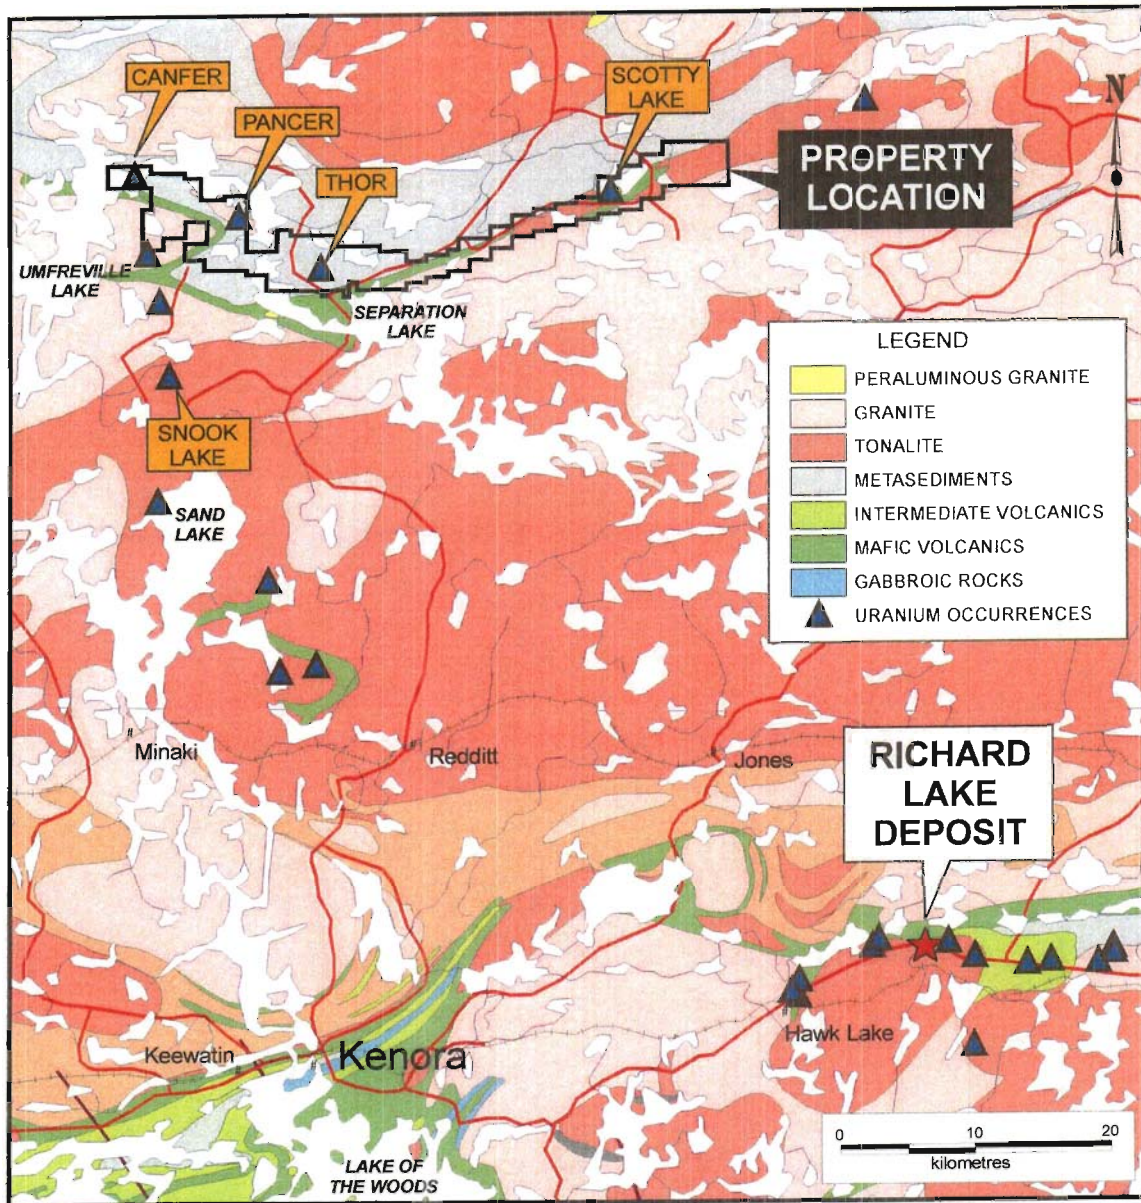 CANFER
PANCER
THOR
SCOTTY
LAKE
N
PROPERTY
LOCATION
UMFREVILLE
LAKE
SEPARATION
LAKE
SNOOK
LAKE
SAND
LAKE
LEGEND
PERALUMINOUS GRANITE
GRANITE
TONALITE
METASEDIMENTS
INTERMEDIATE VOLCANICS
MAFIC VOLCANICS
GABBROIC ROCKS
URANIUM OCCURRENCES
Minaki
Redditt
Jones
RICHARD
LAKE
DEPOSIT
Hawk Lake
Keewatin
Kenora
LAKE OF
THE WOODS
0 10 20
kilometres